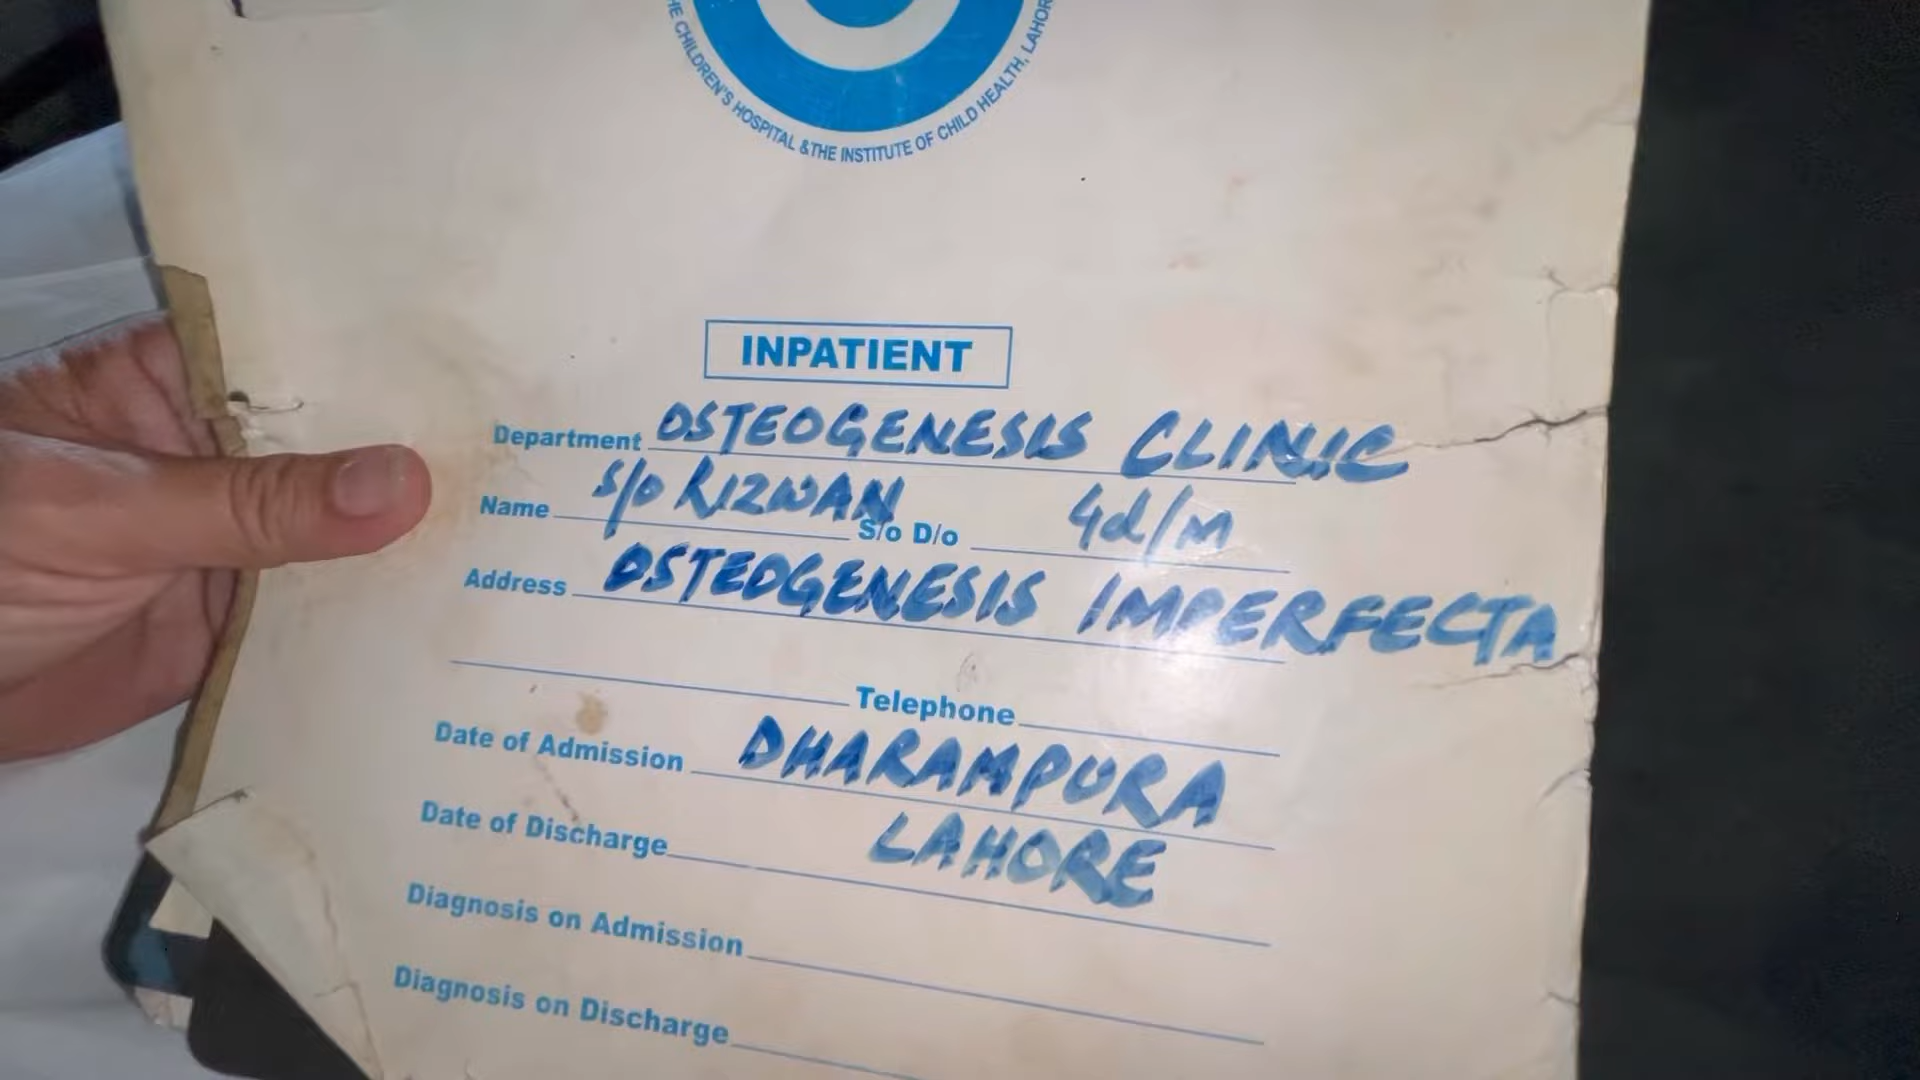 HE CHILDREN'S HOSPITAL &THE INSTITUTE OF CHILD HEALTH, LAHOR
INPATIENT
Department OSTEOGENESIS CLINIC
Name S/o RIZWAN S/o D/o 4d/m
Address OSTEOGENESIS IMPERFECTA
Telephone
Date of Admission DHARAMPURA
Date of Discharge LAHORE
Diagnosis on Admission
Diagnosis on Discharge